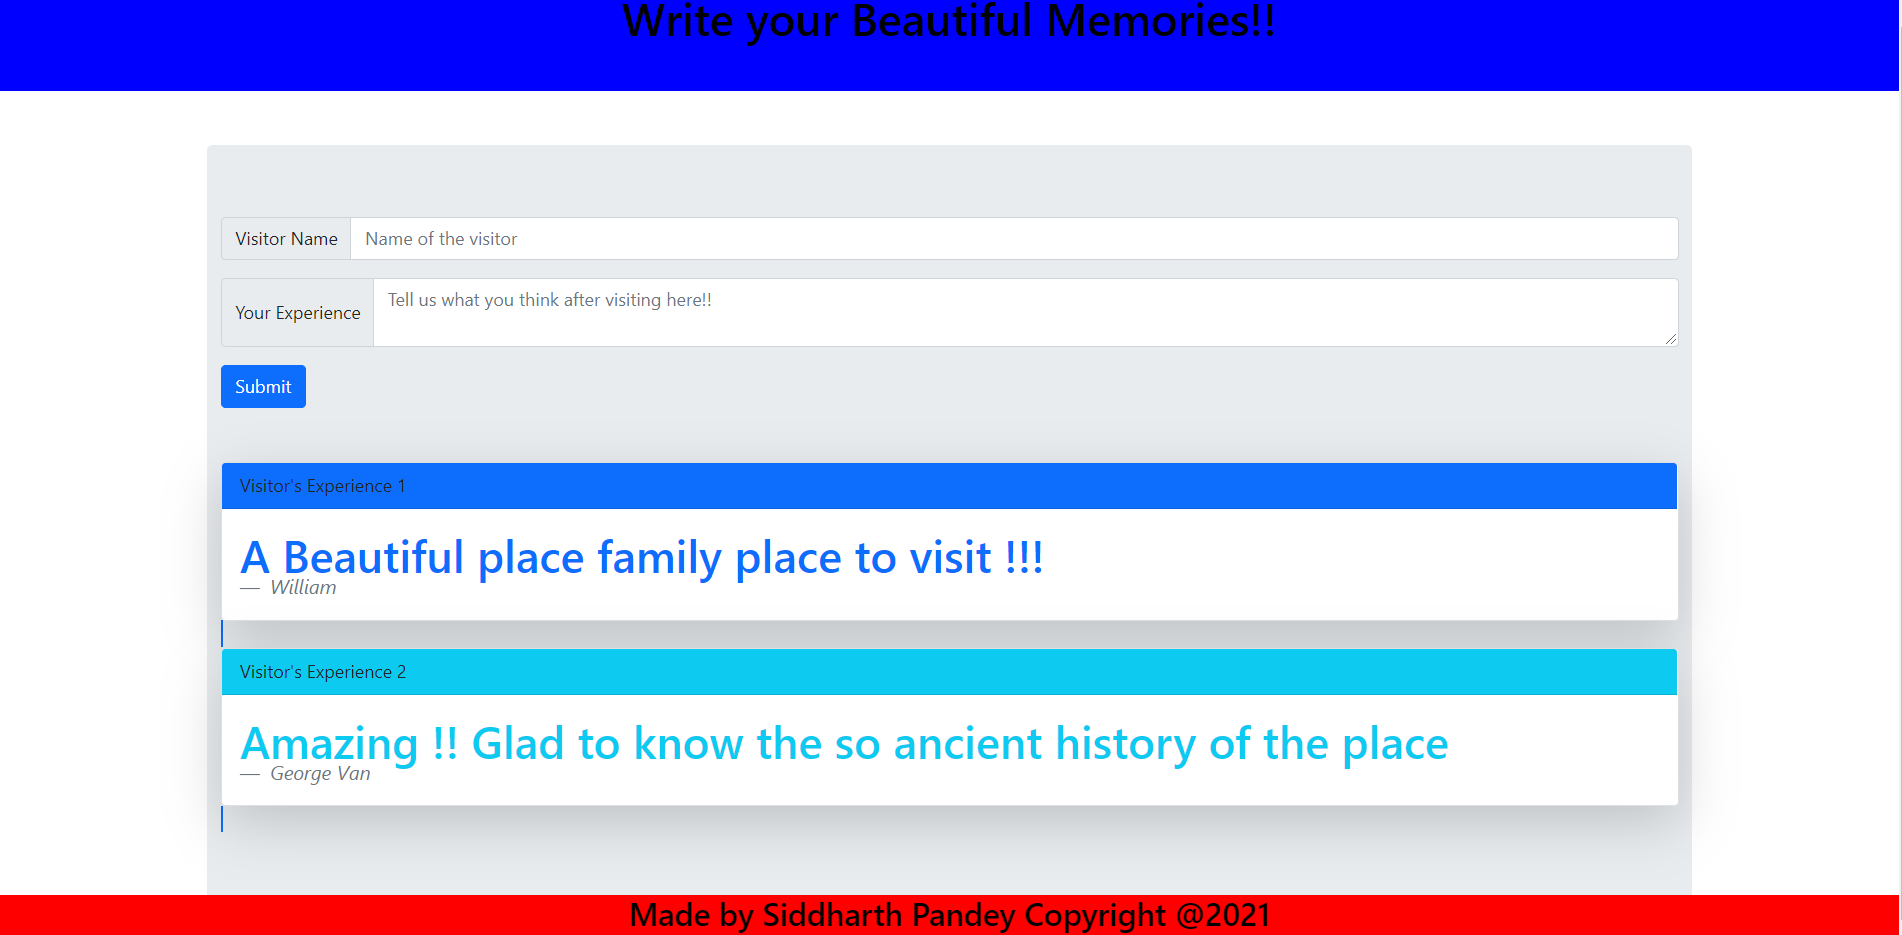 Write your Beautiful Memories!!
Visitor Name
Name of the visitor
Your Experience
Tell us what you think after visiting here!!
Submit
Visitor's Experience 1
A Beautiful place family place to visit !!!
— William
Visitor's Experience 2
Amazing !! Glad to know the so ancient history of the place
— George Van
Made by Siddharth Pandey Copyright @2021